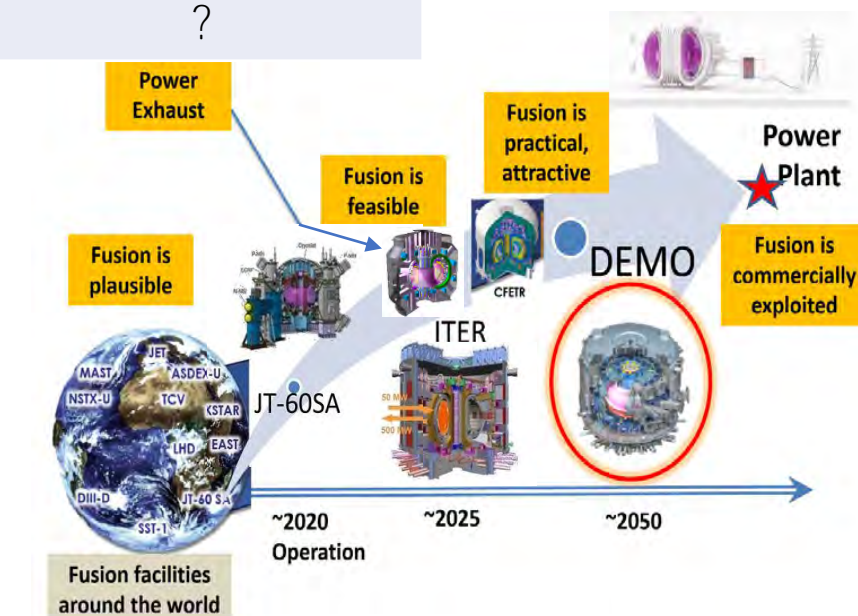 ?
Power
Exhaust
Fusion is
feasible
Fusion is
practical,
attractive
Power
Plant
Fusion is
commercially
exploited
Fusion is
plausible
CFETR
DEMO
ITER
JT-60SA
50 MW
500 MW
JET
MAST
ASDEX-U
NSTX-U
TCV
KSTAR
LHD
EAST
DIII-D
JT-60 SA
SST-1
~2020
Operation
~2025
~2050
Fusion facilities
around the world